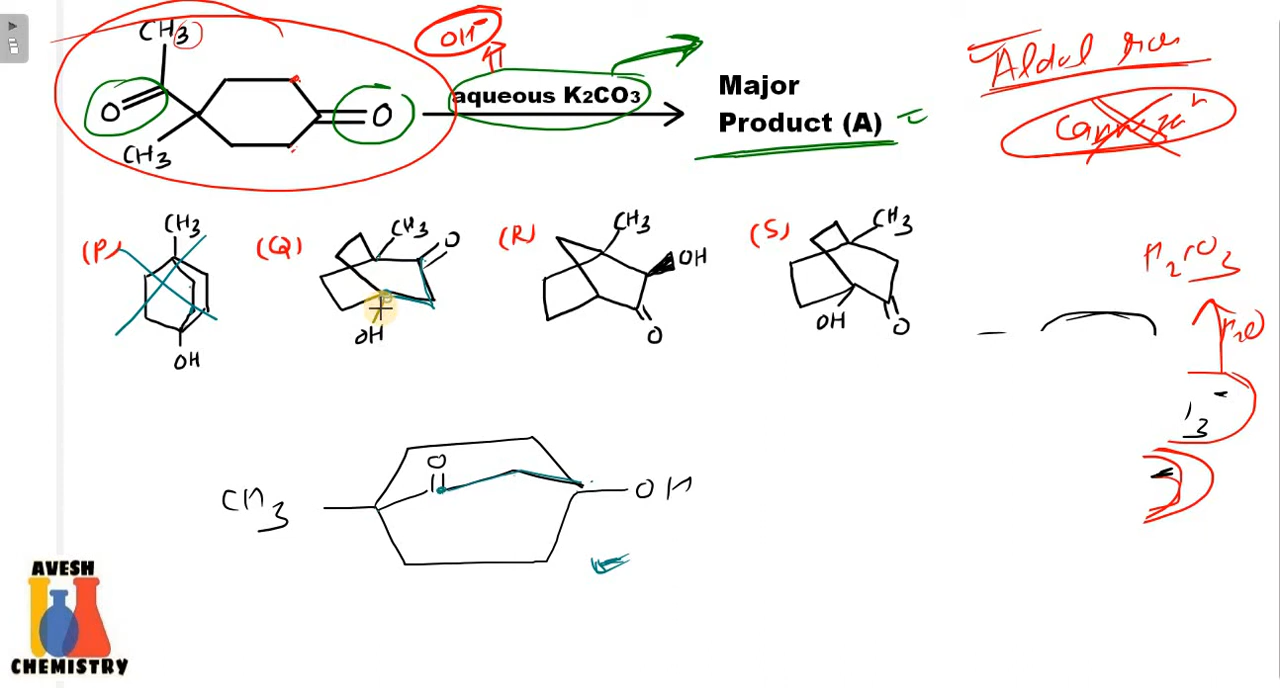 CH3
O
CH3
O
OH-
aqueous K2CO3
Major
Product (A)
Aldol rxn
(P)
CH3
OH
(Q)
CH3
O
OH
(R)
CH3
OH
O
(S)
CH3
OH
O
CH3
O
OH
AVESH
CHEMISTRY